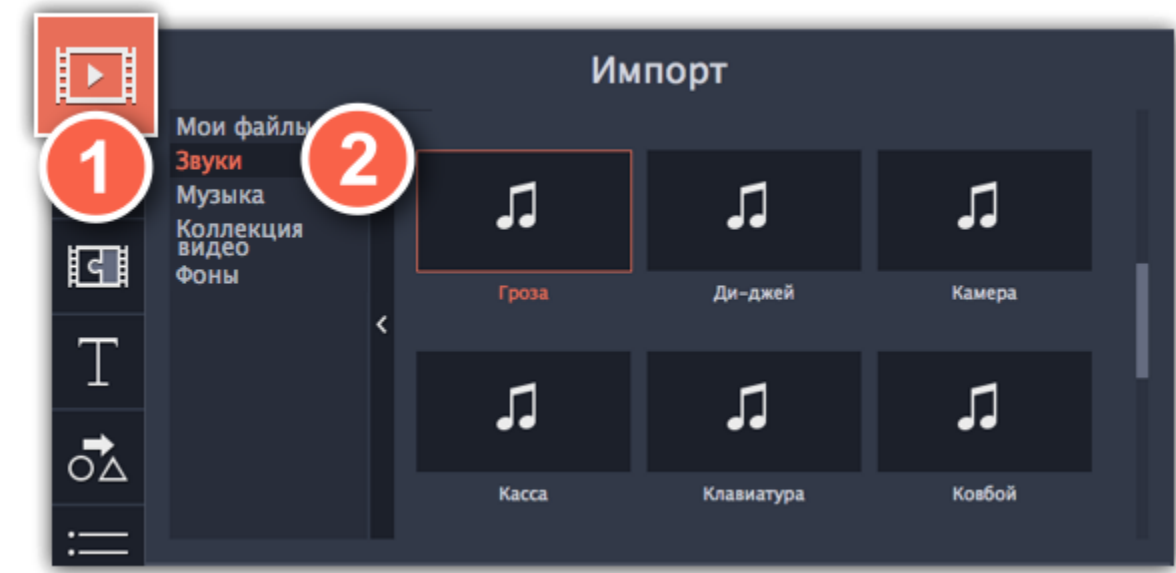 Импорт
1
Мои файлы
2
Звуки
Музыка
Коллекция
видео
Фоны
Гроза
Ди-джей
Камера
Касса
Клавиатура
Ковбой